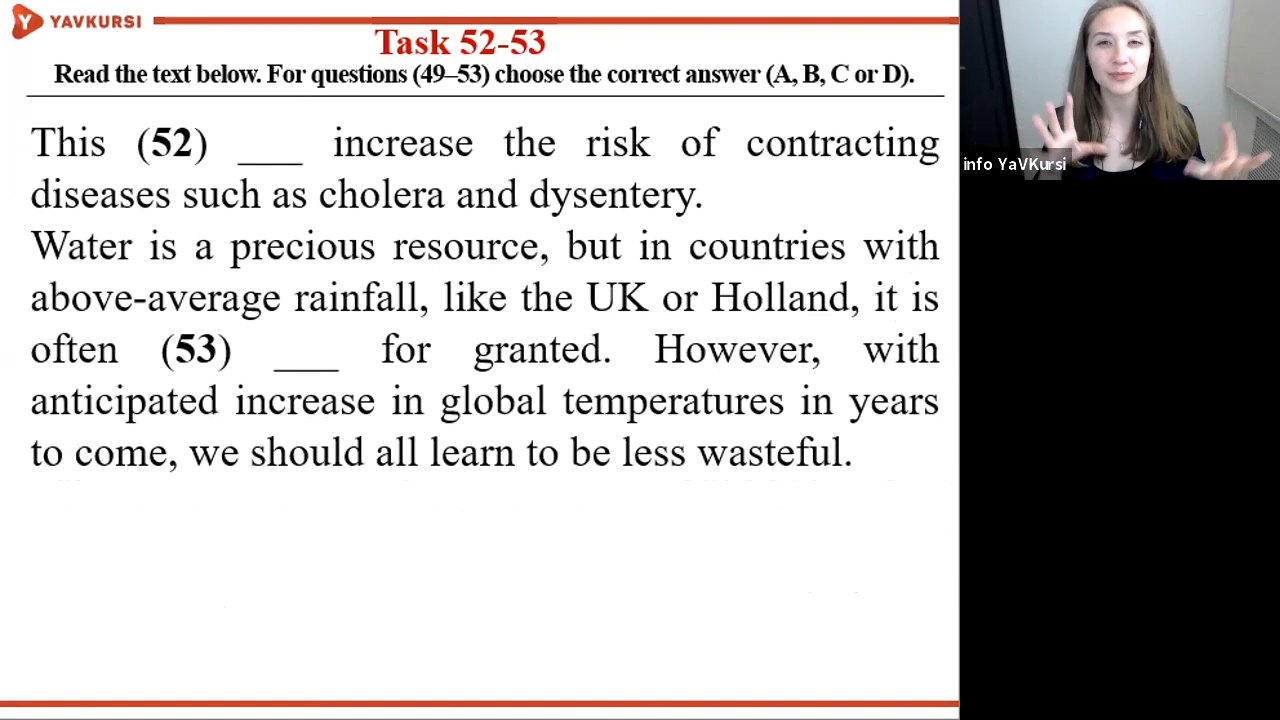 YAVKURSI
Task 52-53
Read the text below. For questions (49–53) choose the correct answer (A, B, C or D).
This (52) ___ increase the risk of contracting
diseases such as cholera and dysentery.
Water is a precious resource, but in countries with
above-average rainfall, like the UK or Holland, it is
often (53) ___ for granted. However, with
anticipated increase in global temperatures in years
to come, we should all learn to be less wasteful.
info YaVKursi